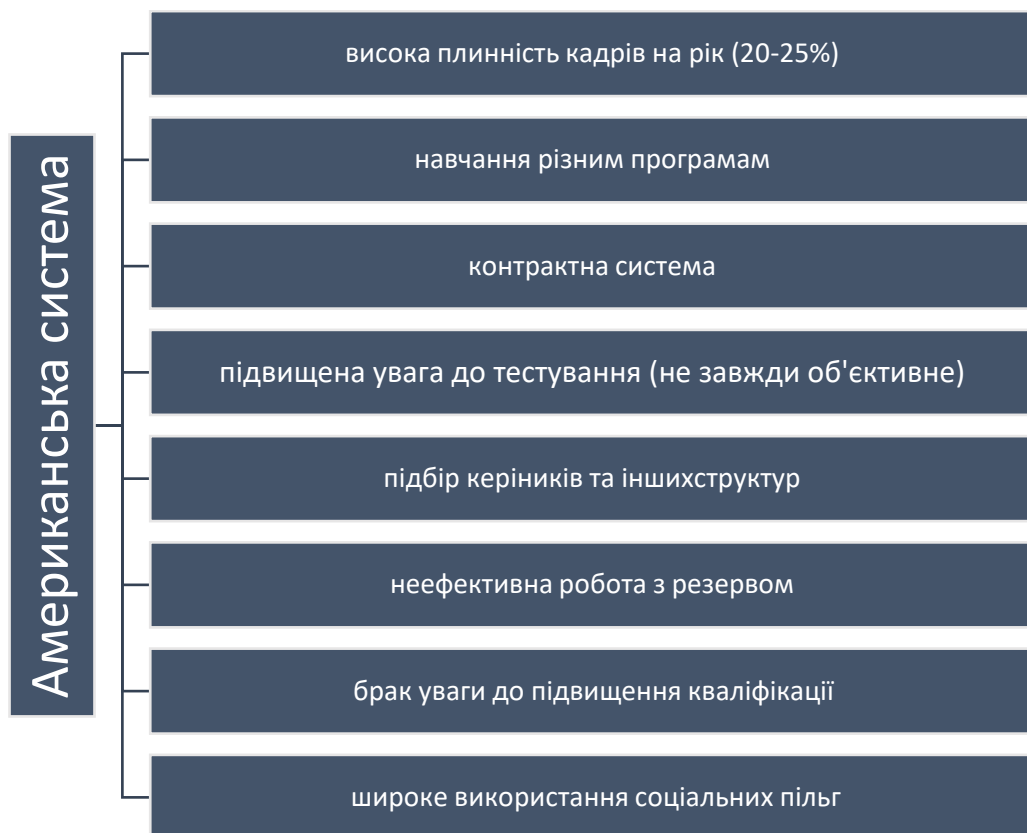 Американська система
висока плинність кадрів на рік (20-25%)
навчання різним програмам
контрактна система
підвищена увага до тестування (не завжди об'єктивне)
підбір керіників та іншихструктур
неефективна робота з резервом
брак уваги до підвищення кваліфікації
широке використання соціальних пільг